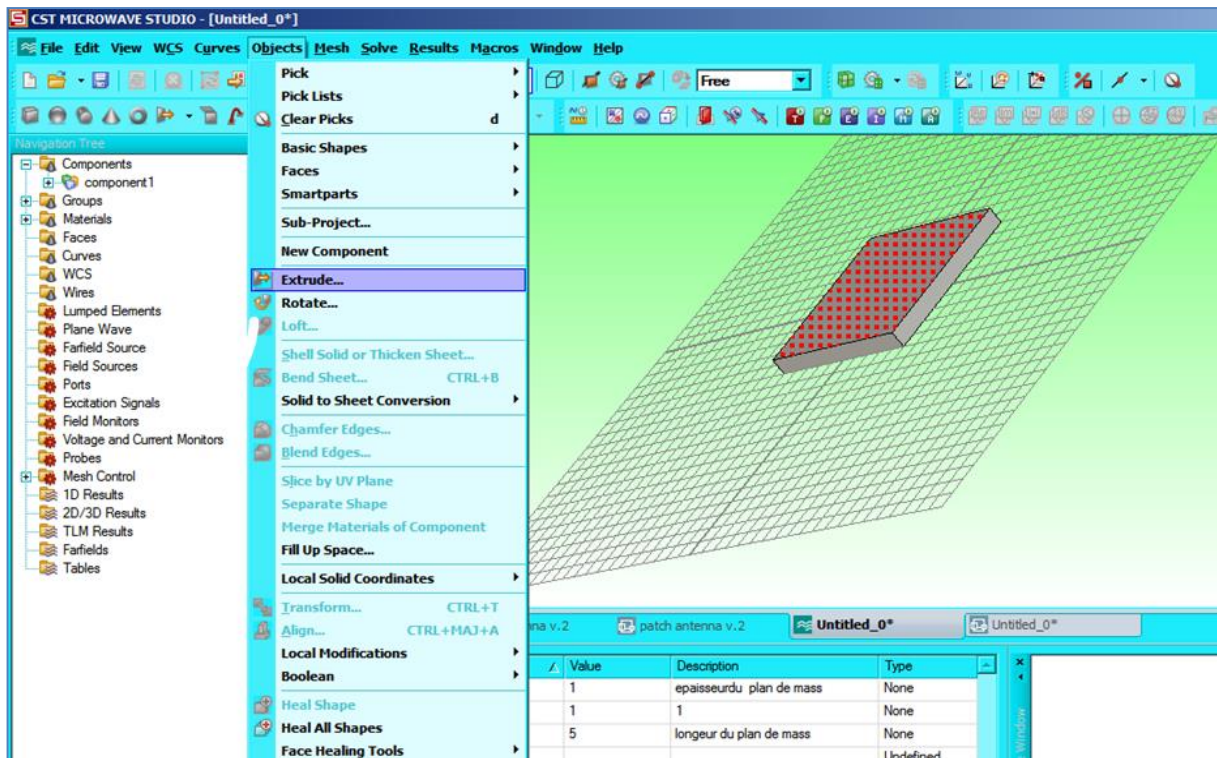 CST MICROWAVE STUDIO - [Untitled_0*]
File Edit View WCS Curves Objects Mesh Solve Results Macros Window Help
Free
Navigation Tree
Components
component1
Groups
Materials
Faces
Curves
WCS
Wires
Lumped Elements
Plane Wave
Farfield Source
Field Sources
Ports
Excitation Signals
Field Monitors
Voltage and Current Monitors
Probes
Mesh Control
1D Results
2D/3D Results
TLM Results
Farfields
Tables
Pick
Pick Lists
Clear Picks d
Basic Shapes
Faces
Smartparts
Sub-Project...
New Component
Extrude...
Rotate...
Loft...
Shell Solid or Thicken Sheet...
Bend Sheet... CTRL+B
Solid to Sheet Conversion
Chamfer Edges...
Blend Edges...
Slice by UV Plane
Separate Shape
Merge Materials of Component
Fill Up Space...
Local Solid Coordinates
Transform... CTRL+T
Align... CTRL+MAJ+A
Local Modifications
Boolean
Heal Shape
Heal All Shapes
Face Healing Tools
na v.2 patch antenna v.2 Untitled_0* Untitled_0*
Value Description Type
1 epaisseurdu plan de mass None
1 1 None
5 longeur du plan de mass None
Undefined
Window